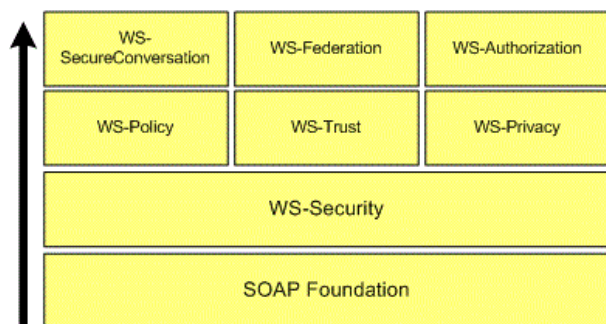 WS-
SecureConversation
WS-Federation
WS-Authorization
WS-Policy
WS-Trust
WS-Privacy
WS-Security
SOAP Foundation